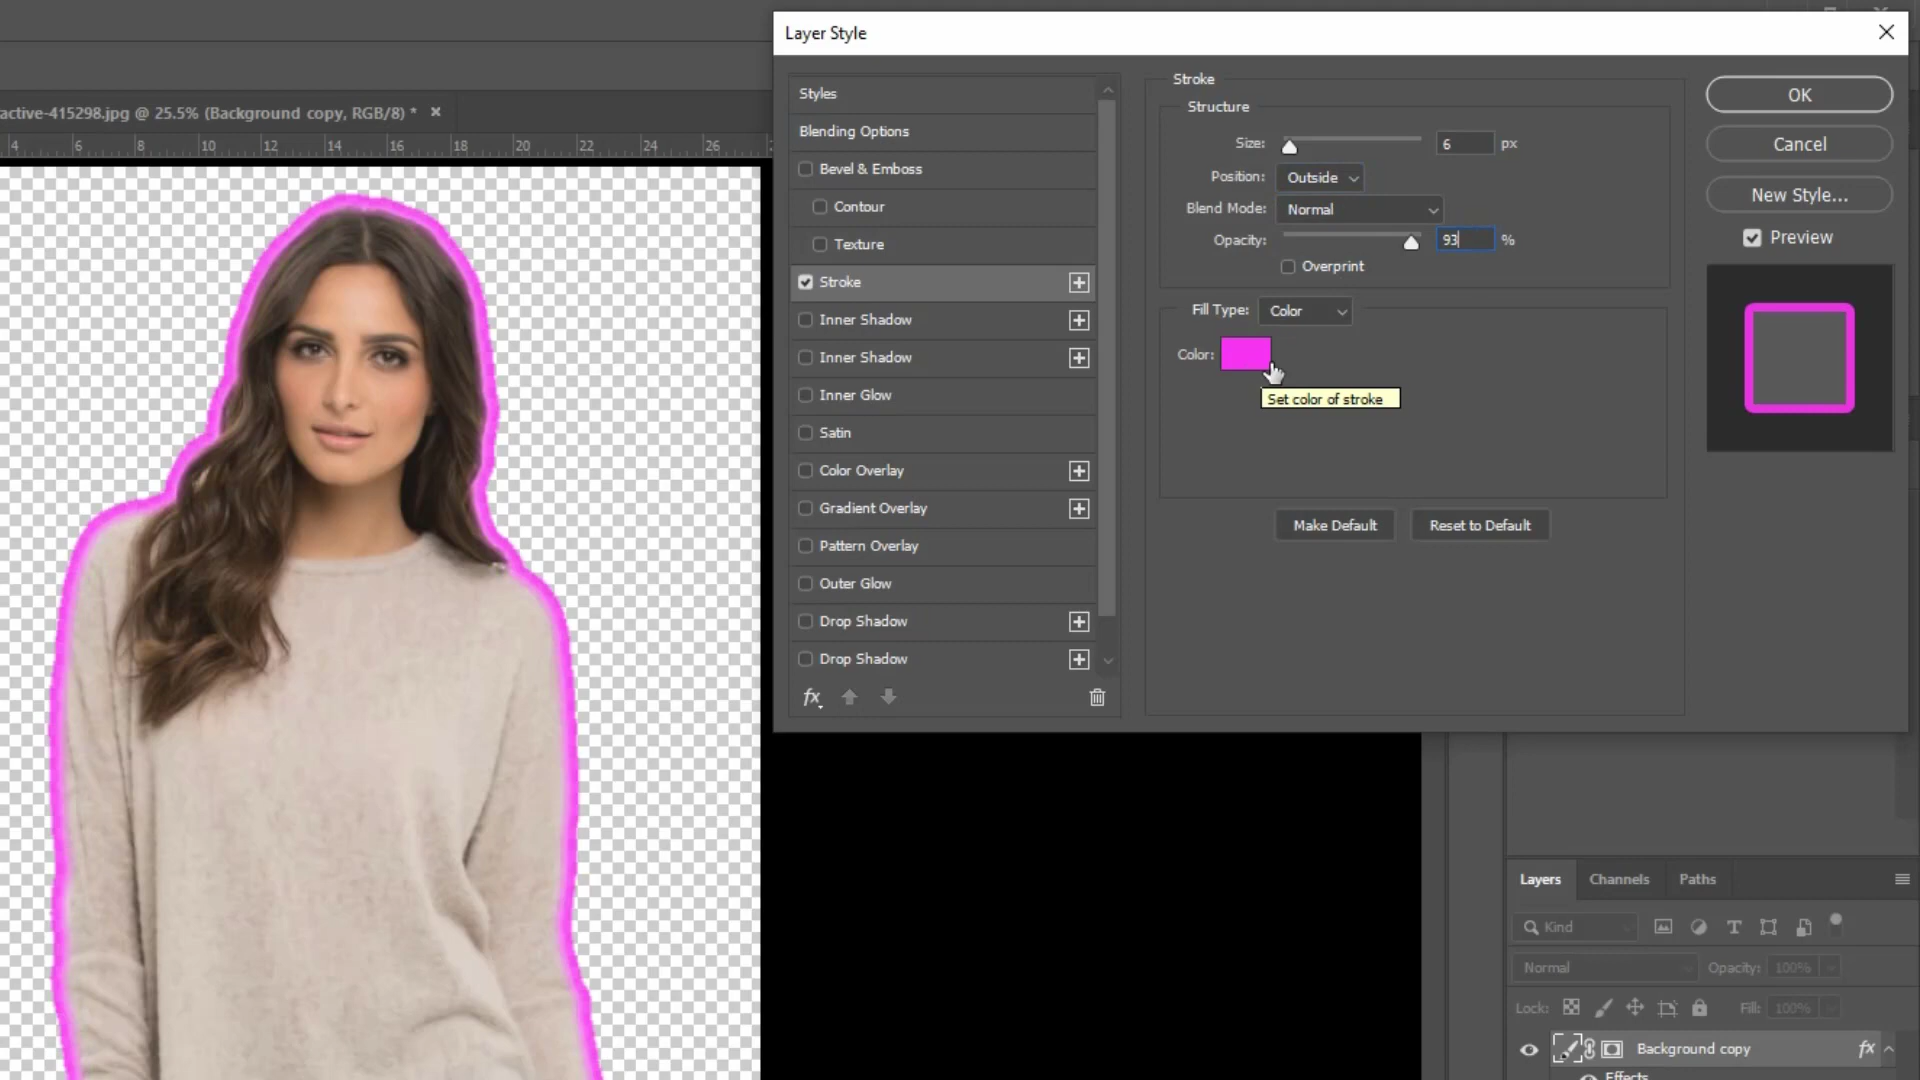 Layer Style
active-415298.jpg @ 25.5% (Background copy, RGB/8) *
4 6 8 10 12 14 16 18 20 22 24 26
Styles
Blending Options
Bevel & Emboss
Contour
Texture
Stroke
Inner Shadow
Inner Shadow
Inner Glow
Satin
Color Overlay
Gradient Overlay
Pattern Overlay
Outer Glow
Drop Shadow
Drop Shadow
fx
Stroke
Structure
Size: 6 px
Position: Outside
Blend Mode: Normal
Opacity: 93 %
Overprint
Fill Type: Color
Color:
Set color of stroke
Make Default Reset to Default
OK
Cancel
New Style...
Preview
Layers Channels Paths
Kind
Normal Opacity: 100%
Lock: Fill: 100%
Background copy fx
Effects